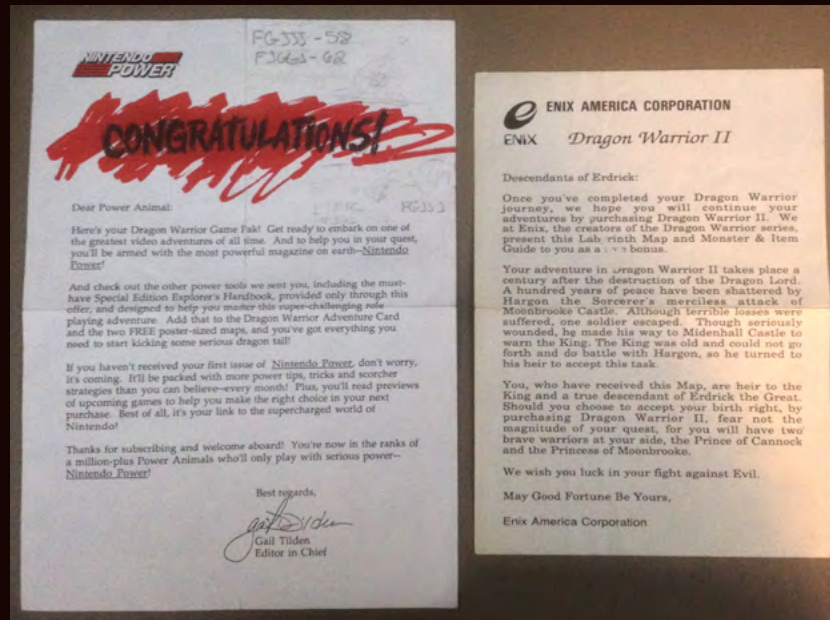 NINTENDO
POWER
FGJJJ-58
FJGGJ-62
CONGRATULATIONS!
FGJJJ
Dear Power Animal:
Here's your Dragon Warrior Game Pak! Get ready to embark on one of
the greatest video adventures of all time. And to help you in your quest,
you'll be armed with the most powerful magazine on earth--Nintendo
Power!
And check out the other power tools we sent you, including the must-
have Special Edition Explorer's Handbook, provided only through this
offer, and designed to help you master this super-challenging role
playing adventure. Add that to the Dragon Warrior Adventure Card
and the two FREE poster-sized maps, and you've got everything you
need to start kicking some serious dragon tail!
If you haven't received your first issue of Nintendo Power, don't worry,
it's coming. It'll be packed with more power tips, tricks and scorcher
strategies than you can believe--every month! Plus, you'll read previews
of upcoming games to help you make the right choice in your next
purchase. Best of all, it's your link to the supercharged world of
Nintendo!
Thanks for subscribing and welcome aboard! You're now in the ranks of
a million-plus Power Animals who'll only play with serious power--
Nintendo Power!
Best regards,
Gail Tilden
Gail Tilden
Editor in Chief
ENIX AMERICA CORPORATION
ENIX Dragon Warrior II
Descendants of Erdrick:
Once you've completed your Dragon Warrior
journey, we hope you will continue your
adventures by purchasing Dragon Warrior II. We
at Enix, the creators of the Dragon Warrior series,
present this Lab rinth Map and Monster & Item
Guide to you as a bonus.
Your adventure in Dragon Warrior II takes place a
century after the destruction of the Dragon Lord.
A hundred years of peace have been shattered by
Hargon the Sorcerer's merciless attack of
Moonbrooke Castle. Although terrible losses were
suffered, one soldier escaped. Though seriously
wounded, he made his way to Midenhall Castle to
warn the King. The King was old and could not go
forth and do battle with Hargon, so he turned to
his heir to accept this task.
You, who have received this Map, are heir to the
King and a true descendant of Erdrick the Great.
Should you choose to accept your birth right, by
purchasing Dragon Warrior II, fear not the
magnitude of your quest, for you will have two
brave warriors at your side, the Prince of Cannock
and the Princess of Moonbrooke.
We wish you luck in your fight against Evil.
May Good Fortune Be Yours,
Enix America Corporation